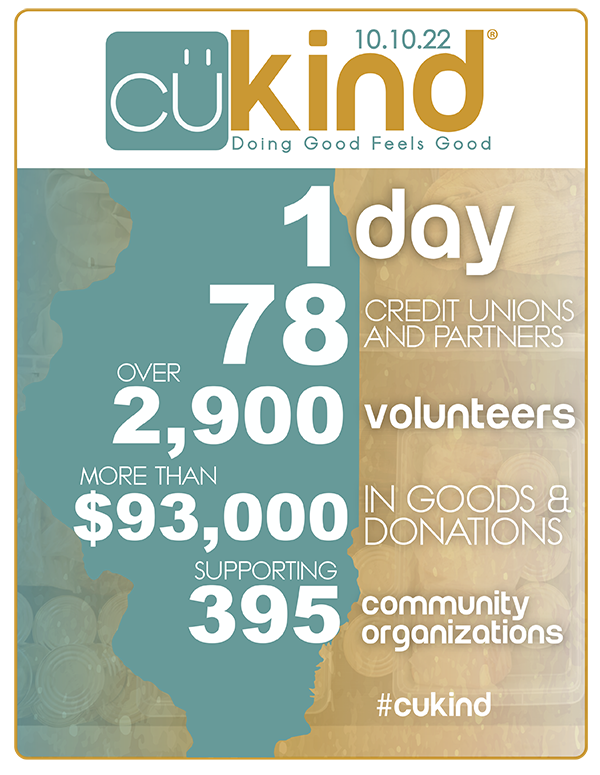 10.10.22
cükind®
Doing Good Feels Good
1 day
78 CREDIT UNIONS
AND PARTNERS
OVER
2,900 volunteers
MORE THAN
$93,000 IN GOODS &
DONATIONS
SUPPORTING
395 community
organizations
#cukind